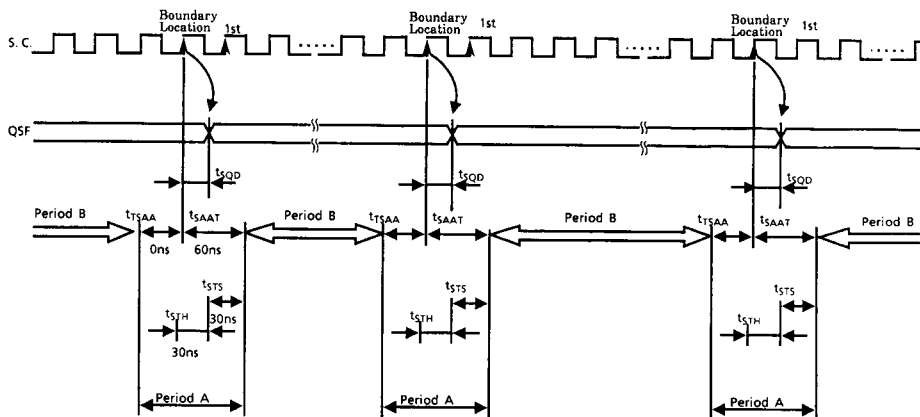 Boundary Location 1st Boundary Location 1st Boundary Location 1st
S. C.
QSF
tSQD tSQD tSQD
Period B tTSAA tSAAT Period B tTSAA tSAAT Period B tTSAA tSAAT Period B
0ns 60ns
tSTS tSTS tSTS
tSTH 30ns tSTH tSTH
30ns
Period A Period A Period A